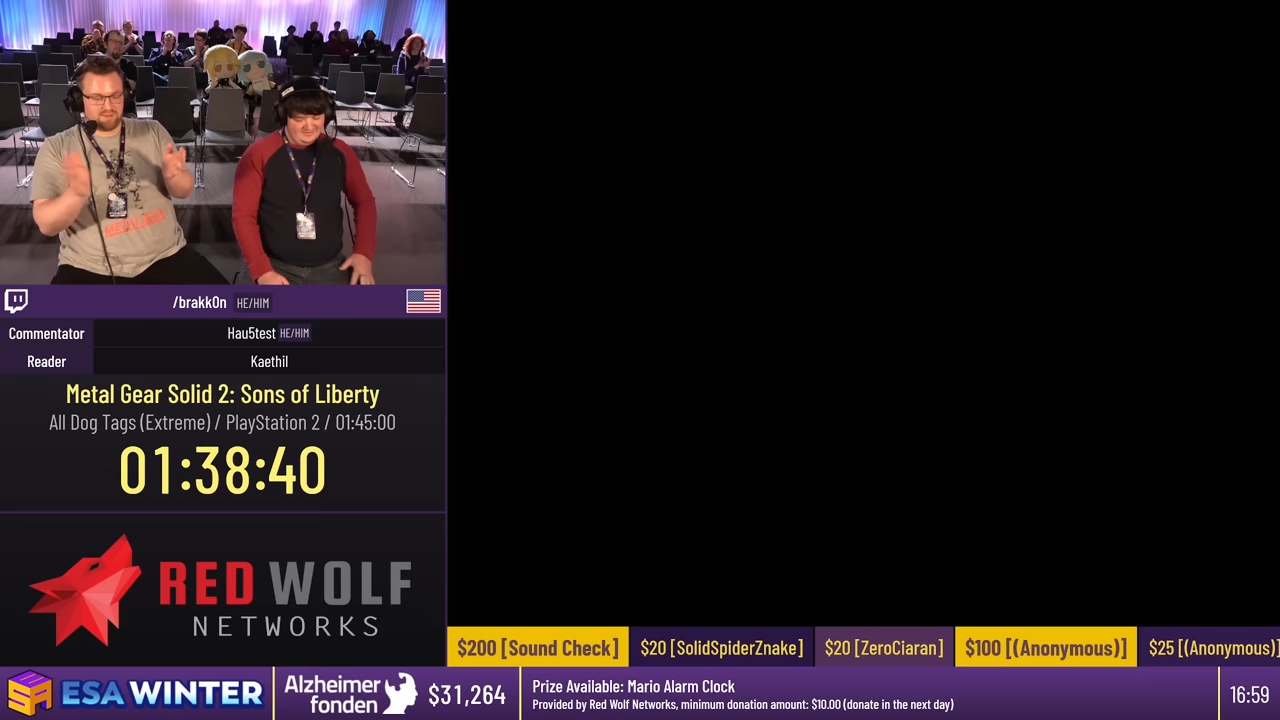 /brakk0n HE/HIM
Commentator Hau5test HE/HIM
Reader Kaethil
Metal Gear Solid 2: Sons of Liberty
All Dog Tags (Extreme) / PlayStation 2 / 01:45:00
01:38:40
RED WOLF
NETWORKS
$200 [Sound Check] $20 [SolidSpiderZnake] $20 [ZeroCiaran] $100 [(Anonymous)] $25 [(Anonymous)]
ESA WINTER
Alzheimer
fonden
$31,264
Prize Available: Mario Alarm Clock
Provided by Red Wolf Networks, minimum donation amount: $10.00 (donate in the next day)
16:59